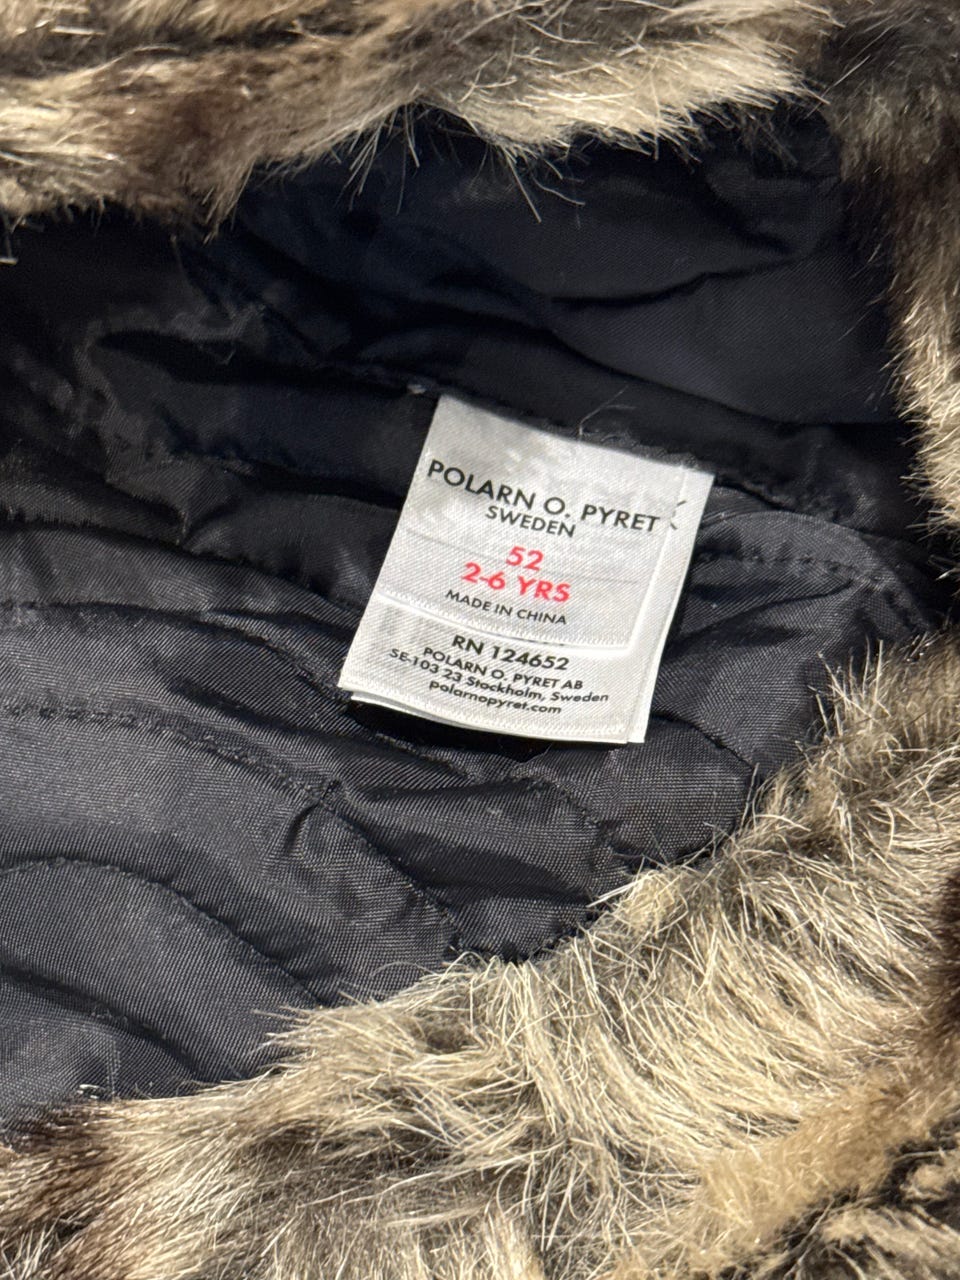 POLARN O. PYRET
SWEDEN
52
2-6 YRS
MADE IN CHINA
RN 124652
POLARN O. PYRET AB
SE-103 23 Stockholm, Sweden
polarnopyret.com